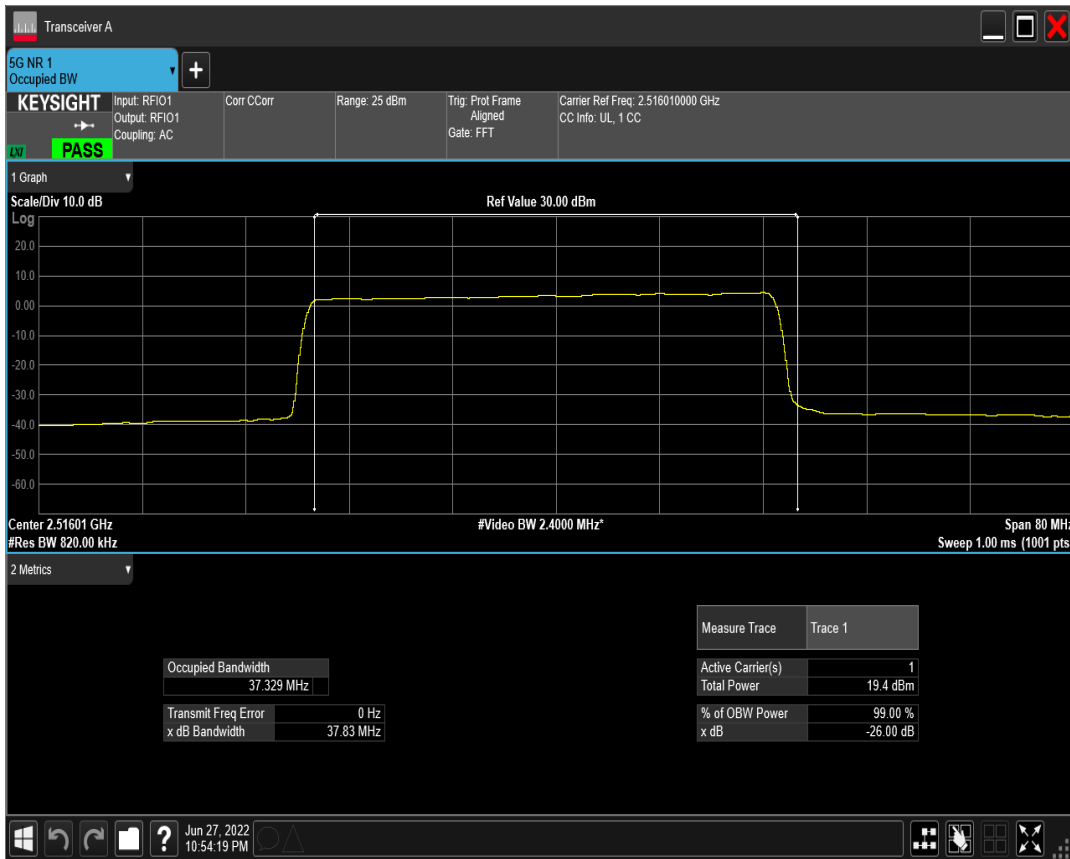 Transceiver A
5G NR 1
Occupied BW
+
KEYSIGHT
LXI
PASS
Input: RFIO1
Output: RFIO1
Coupling: AC
Corr CCorr
Range: 25 dBm
Trig: Prot Frame
Aligned
Gate: FFT
Carrier Ref Freq: 2.516010000 GHz
CC Info: UL, 1 CC
1 Graph
Scale/Div 10.0 dB
Ref Value 30.00 dBm
Log
20.0
10.0
0.00
-10.0
-20.0
-30.0
-40.0
-50.0
-60.0
Center 2.51601 GHz
#Video BW 2.4000 MHz*
Span 80 MHz
#Res BW 820.00 kHz
Sweep 1.00 ms (1001 pts
2 Metrics
Measure Trace Trace 1
Occupied Bandwidth
37.329 MHz
Active Carrier(s) 1
Total Power 19.4 dBm
Transmit Freq Error 0 Hz
x dB Bandwidth 37.83 MHz
% of OBW Power 99.00 %
x dB -26.00 dB
?
Jun 27, 2022
10:54:19 PM